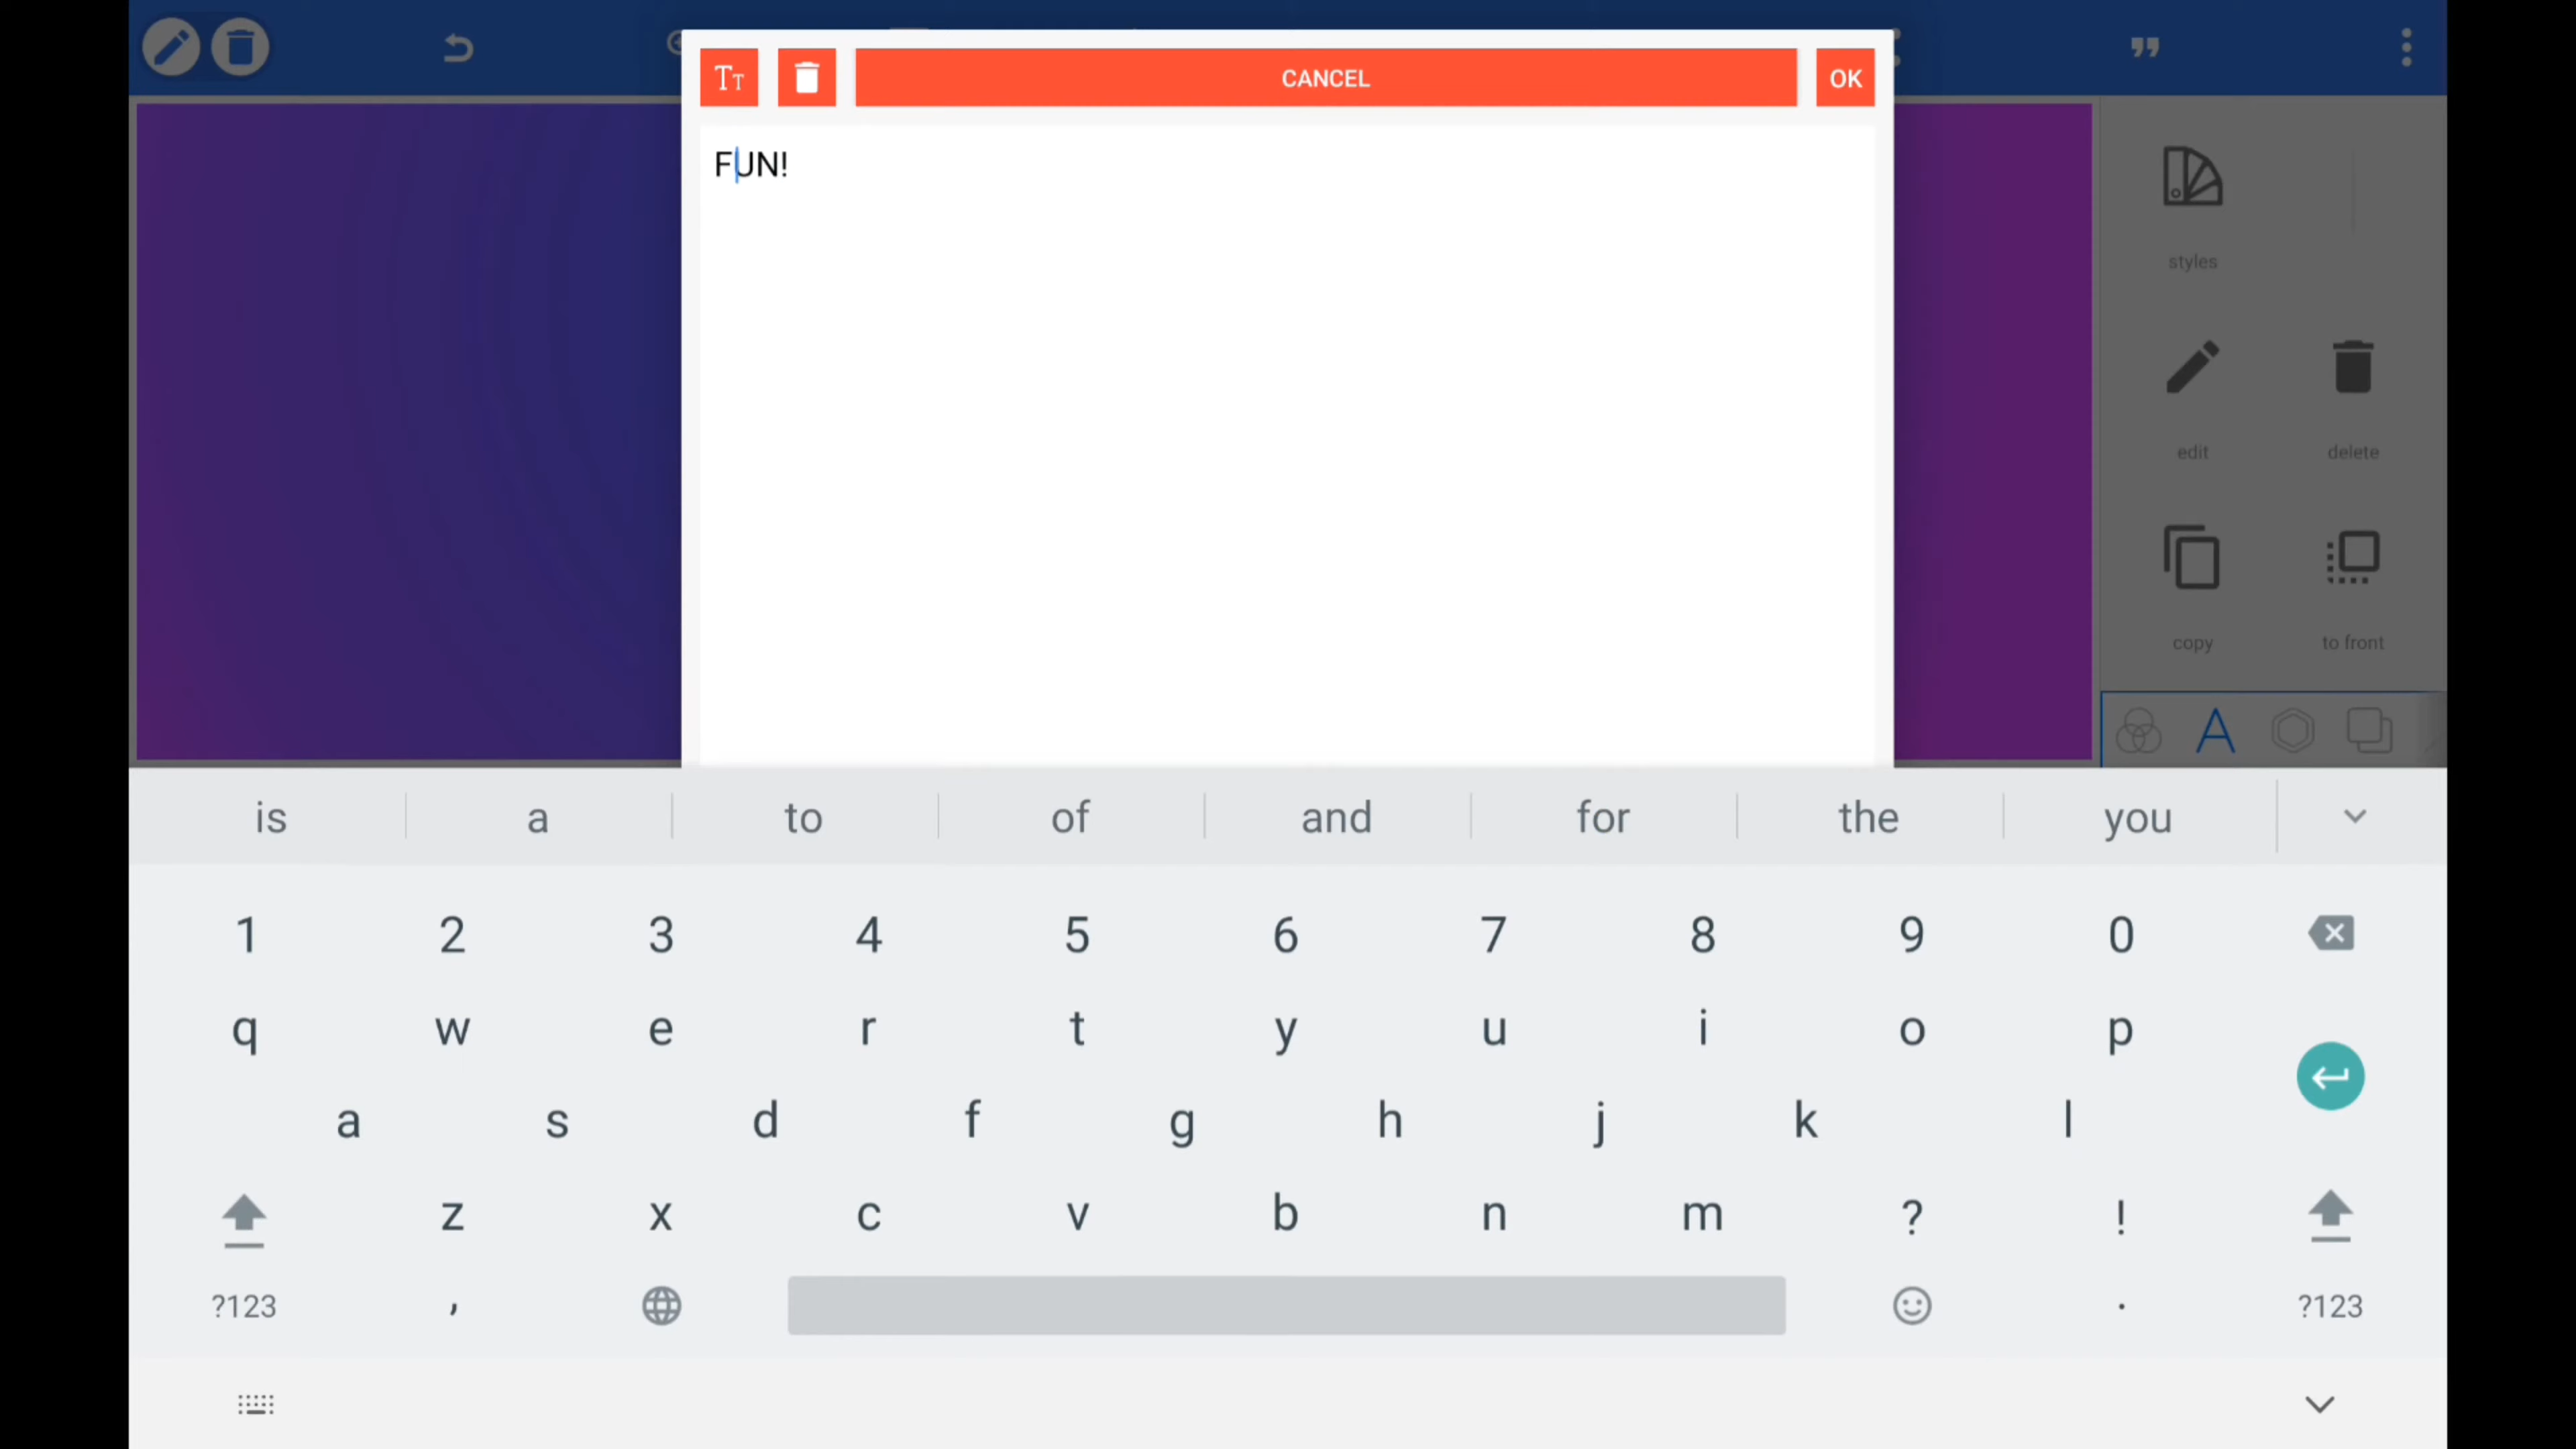 Tт CANCEL OK
FUN!
styles
edit delete
copy to front
A
is a to of and for the you
1 2 3 4 5 6 7 8 9 0
q w e r t y u i o p
a s d f g h j k l
z x c v b n m ? !
?123 , . ?123